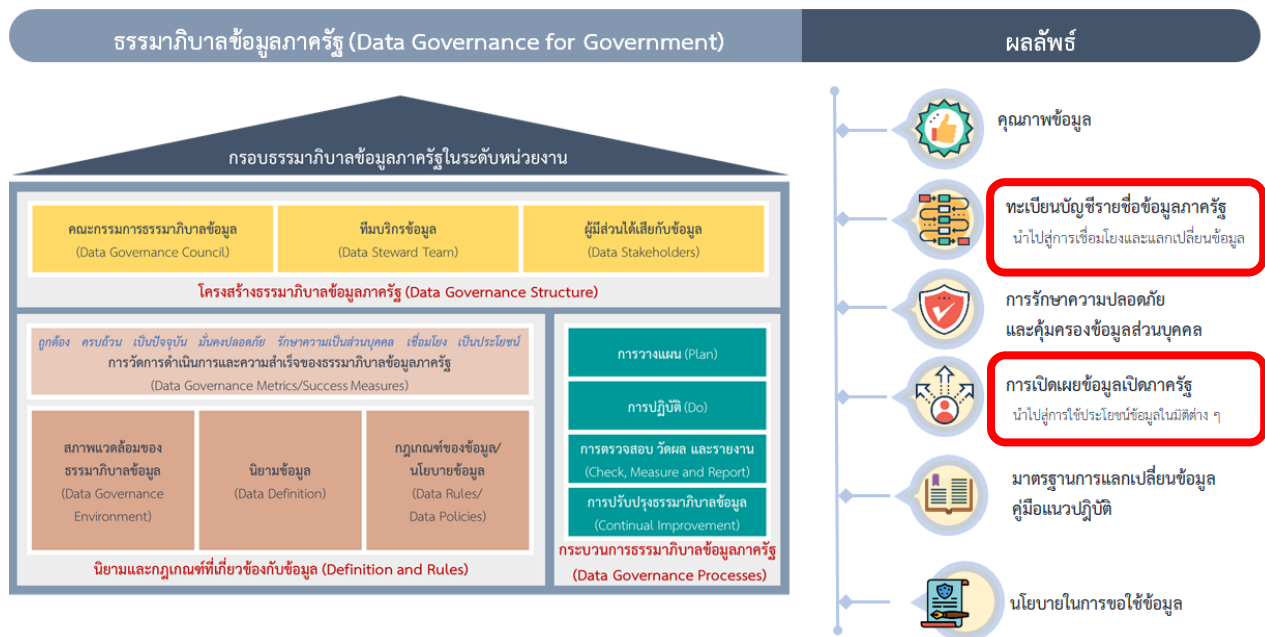 ธรรมาภิบาลข้อมูลภาครัฐ (Data Governance for Government)
ผลลัพธ์
กรอบธรรมาภิบาลข้อมูลภาครัฐในระดับหน่วยงาน
คณะกรรมการธรรมาภิบาลข้อมูล
(Data Governance Council)
ทีมบริกรข้อมูล
(Data Steward Team)
ผู้มีส่วนได้เสียกับข้อมูล
(Data Stakeholders)
โครงสร้างธรรมาภิบาลข้อมูลภาครัฐ (Data Governance Structure)
ถูกต้อง ครบถ้วน เป็นปัจจุบัน มั่นคงปลอดภัย รักษาความเป็นส่วนบุคคล เชื่อมโยง เป็นประโยชน์
การวัดการดำเนินการและความสำเร็จของธรรมาภิบาลข้อมูลภาครัฐ
(Data Governance Metrics/Success Measures)
สภาพแวดล้อมของ
ธรรมาภิบาลข้อมูล
(Data Governance
Environment)
นิยามข้อมูล
(Data Definition)
กฎเกณฑ์ของข้อมูล/
นโยบายข้อมูล
(Data Rules/
Data Policies)
นิยามและกฎเกณฑ์ที่เกี่ยวข้องกับข้อมูล (Definition and Rules)
การวางแผน (Plan)
การปฏิบัติ (Do)
การตรวจสอบ วัดผล และรายงาน
(Check, Measure and Report)
การปรับปรุงธรรมาภิบาลข้อมูล
(Continual Improvement)
กระบวนการธรรมาภิบาลข้อมูลภาครัฐ
(Data Governance Processes)
คุณภาพข้อมูล
ทะเบียนบัญชีรายชื่อข้อมูลภาครัฐ
นำไปสู่การเชื่อมโยงและแลกเปลี่ยนข้อมูล
การรักษาความปลอดภัย
และคุ้มครองข้อมูลส่วนบุคคล
การเปิดเผยข้อมูลเปิดภาครัฐ
นำไปสู่การใช้ประโยชน์ข้อมูลในมิติต่าง ๆ
มาตรฐานการแลกเปลี่ยนข้อมูล
คู่มือแนวปฏิบัติ
นโยบายในการขอใช้ข้อมูล